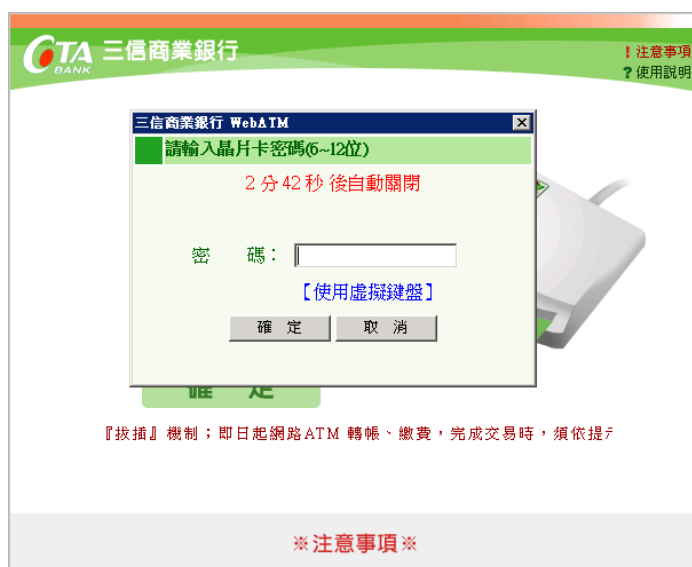 CTA BANK 三信商業銀行
！注意事項
？使用說明
三信商業銀行 WebATM
請輸入晶片卡密碼(6~12位)
2 分 42 秒 後自動關閉
密 碼：
【使用虛擬鍵盤】
確 定 取 消
確 定
『拔插』機制；即日起網路ATM 轉帳、繳費，完成交易時，須依提示
※注意事項※